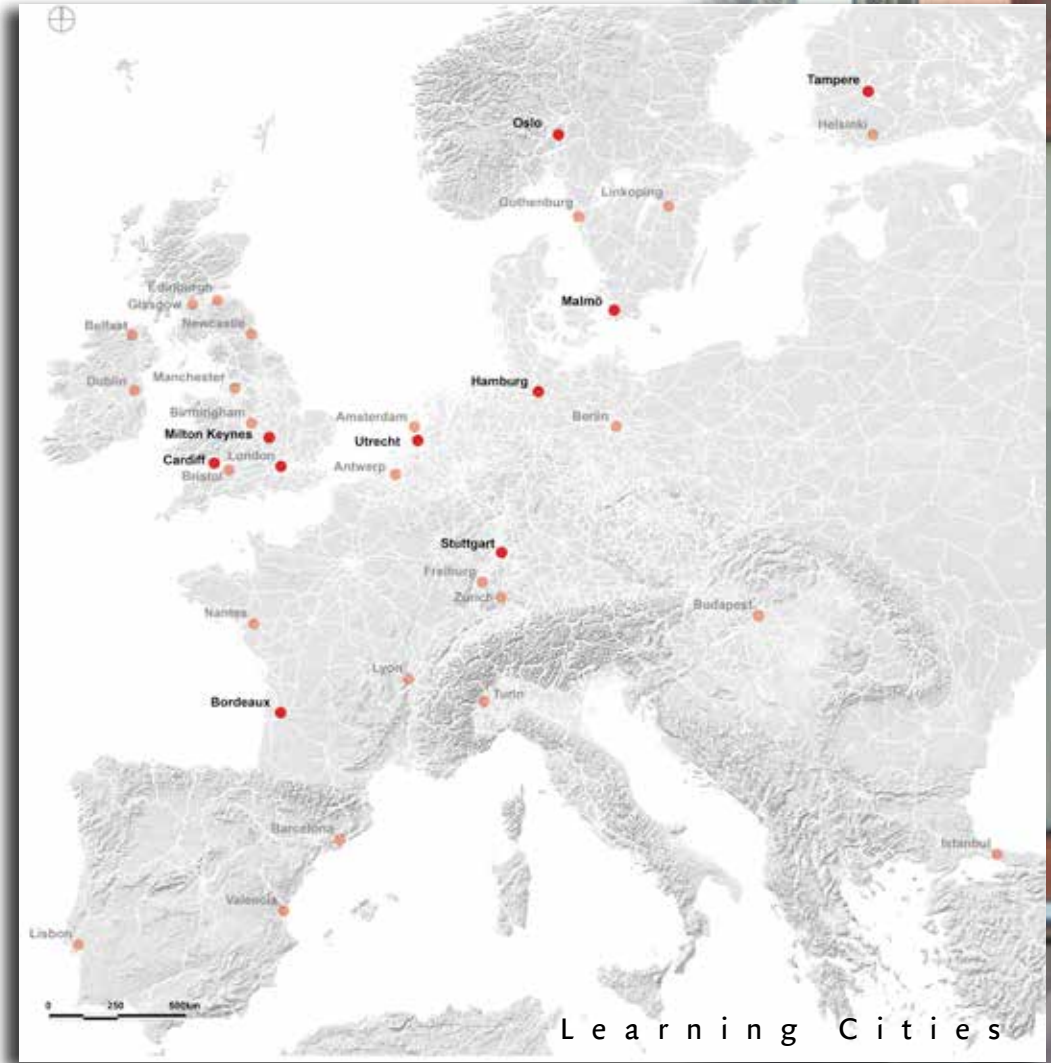 Tampere
Oslo
Helsinki
Linkoping
Guthenburg
Edinburgh
Malmö
Glasgow
Belfast
Newcastle
Dublin
Manchester
Hamburg
Birmingham
Amsterdam
Berlin
Milton Keynes
Utrecht
Cardiff
London
Antwerp
Bristol
Stuttgart
Freiburg
Zurich
Budapest
Nantes
Lyon
Turin
Bordeaux
Barcelona
Istanbul
Valencia
Lisbon
0 250 500km
Learning Cities